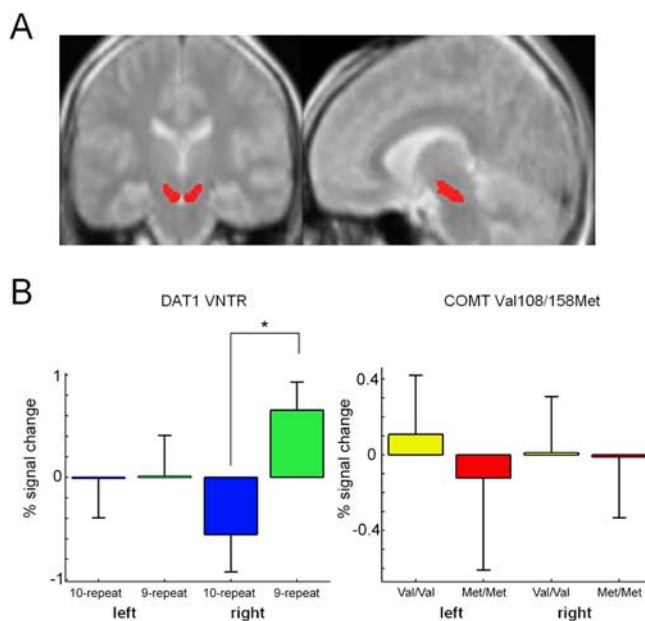 A
B
DAT1 VNTR
COMT Val108/158Met
*
% signal change
1
0
-1
10-repeat 9-repeat 10-repeat 9-repeat
left right
% signal change
0.4
0
-0.4
Val/Val Met/Met Val/Val Met/Met
left right